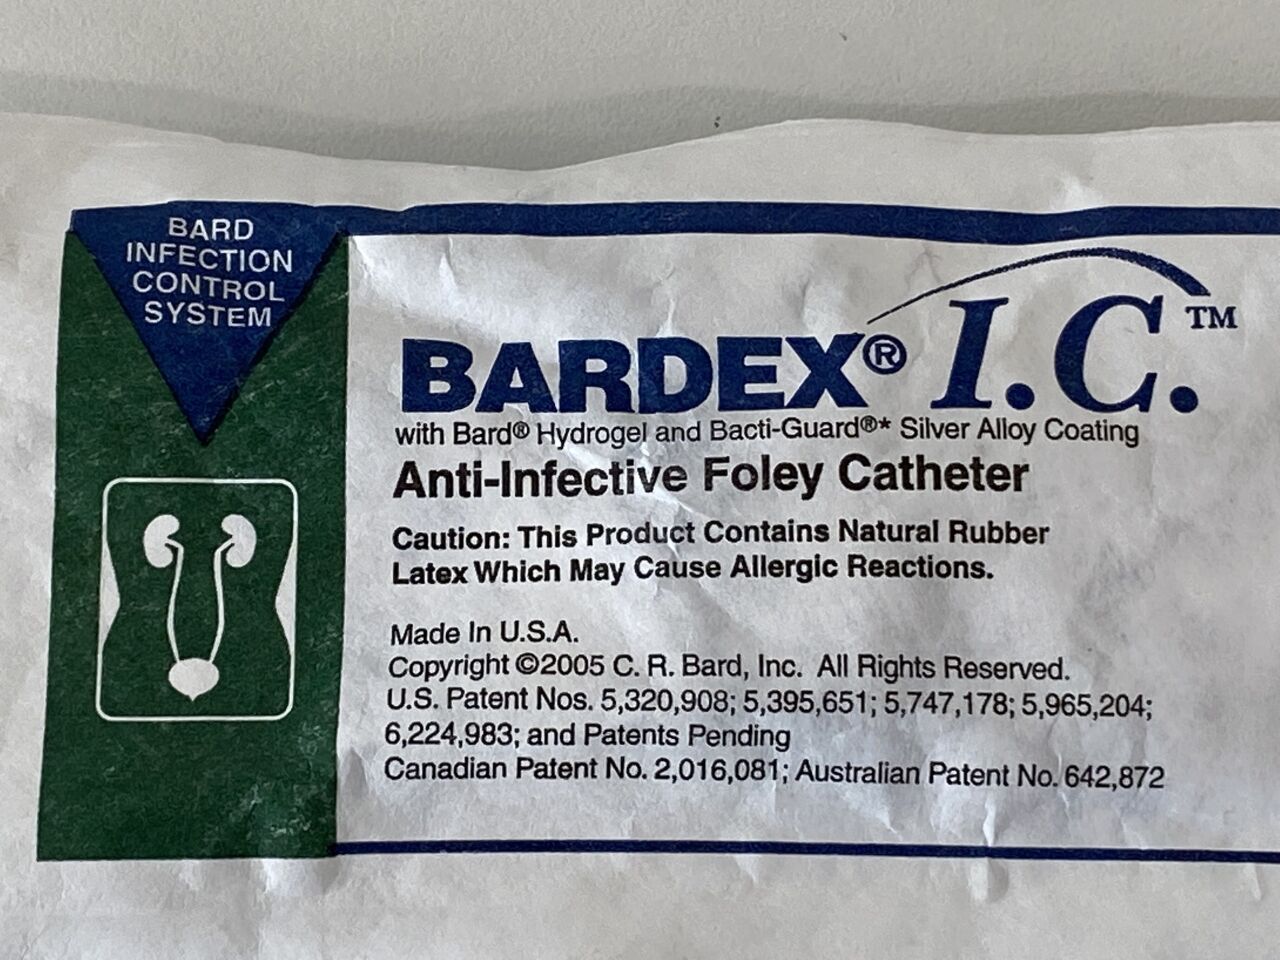 BARD
INFECTION
CONTROL
SYSTEM
BARDEX® I.C.™
with Bard® Hydrogel and Bacti-Guard®* Silver Alloy Coating
Anti-Infective Foley Catheter
Caution: This Product Contains Natural Rubber
Latex Which May Cause Allergic Reactions.
Made In U.S.A.
Copyright ©2005 C. R. Bard, Inc. All Rights Reserved.
U.S. Patent Nos. 5,320,908; 5,395,651; 5,747,178; 5,965,204;
6,224,983; and Patents Pending
Canadian Patent No. 2,016,081; Australian Patent No. 642,872